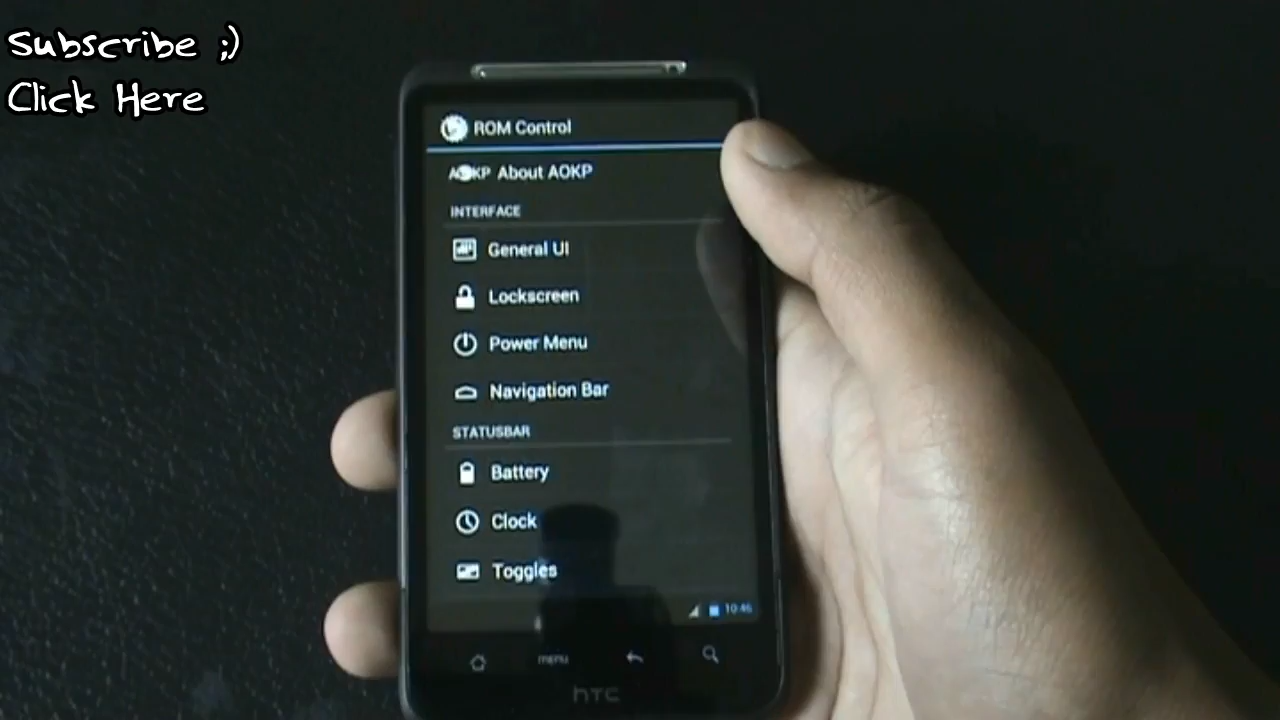 Subscribe ;)
Click Here
ROM Control
AOKP About AOKP
INTERFACE
General UI
Lockscreen
Power Menu
Navigation Bar
STATUSBAR
Battery
Clock
Toggles
10:46
menu
hTC